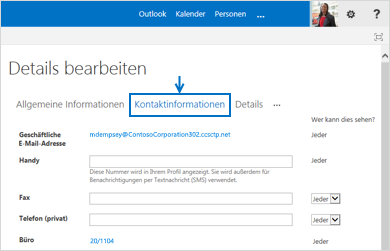 Outlook Kalender Personen ... ?
Details bearbeiten
Allgemeine Informationen Kontaktinformationen Details ...
Wer kann dies sehen?
Geschäftliche
E-Mail-Adresse mdempsey@ContosoCorporation302.ccsctp.net Jeder
Handy Jeder
Diese Nummer wird in Ihrem Profil angezeigt. Sie wird außerdem für
Benachrichtigungen per Textnachricht (SMS) verwendet.
Fax Jeder
Telefon (privat) Jeder
Büro 20/1104 Jeder